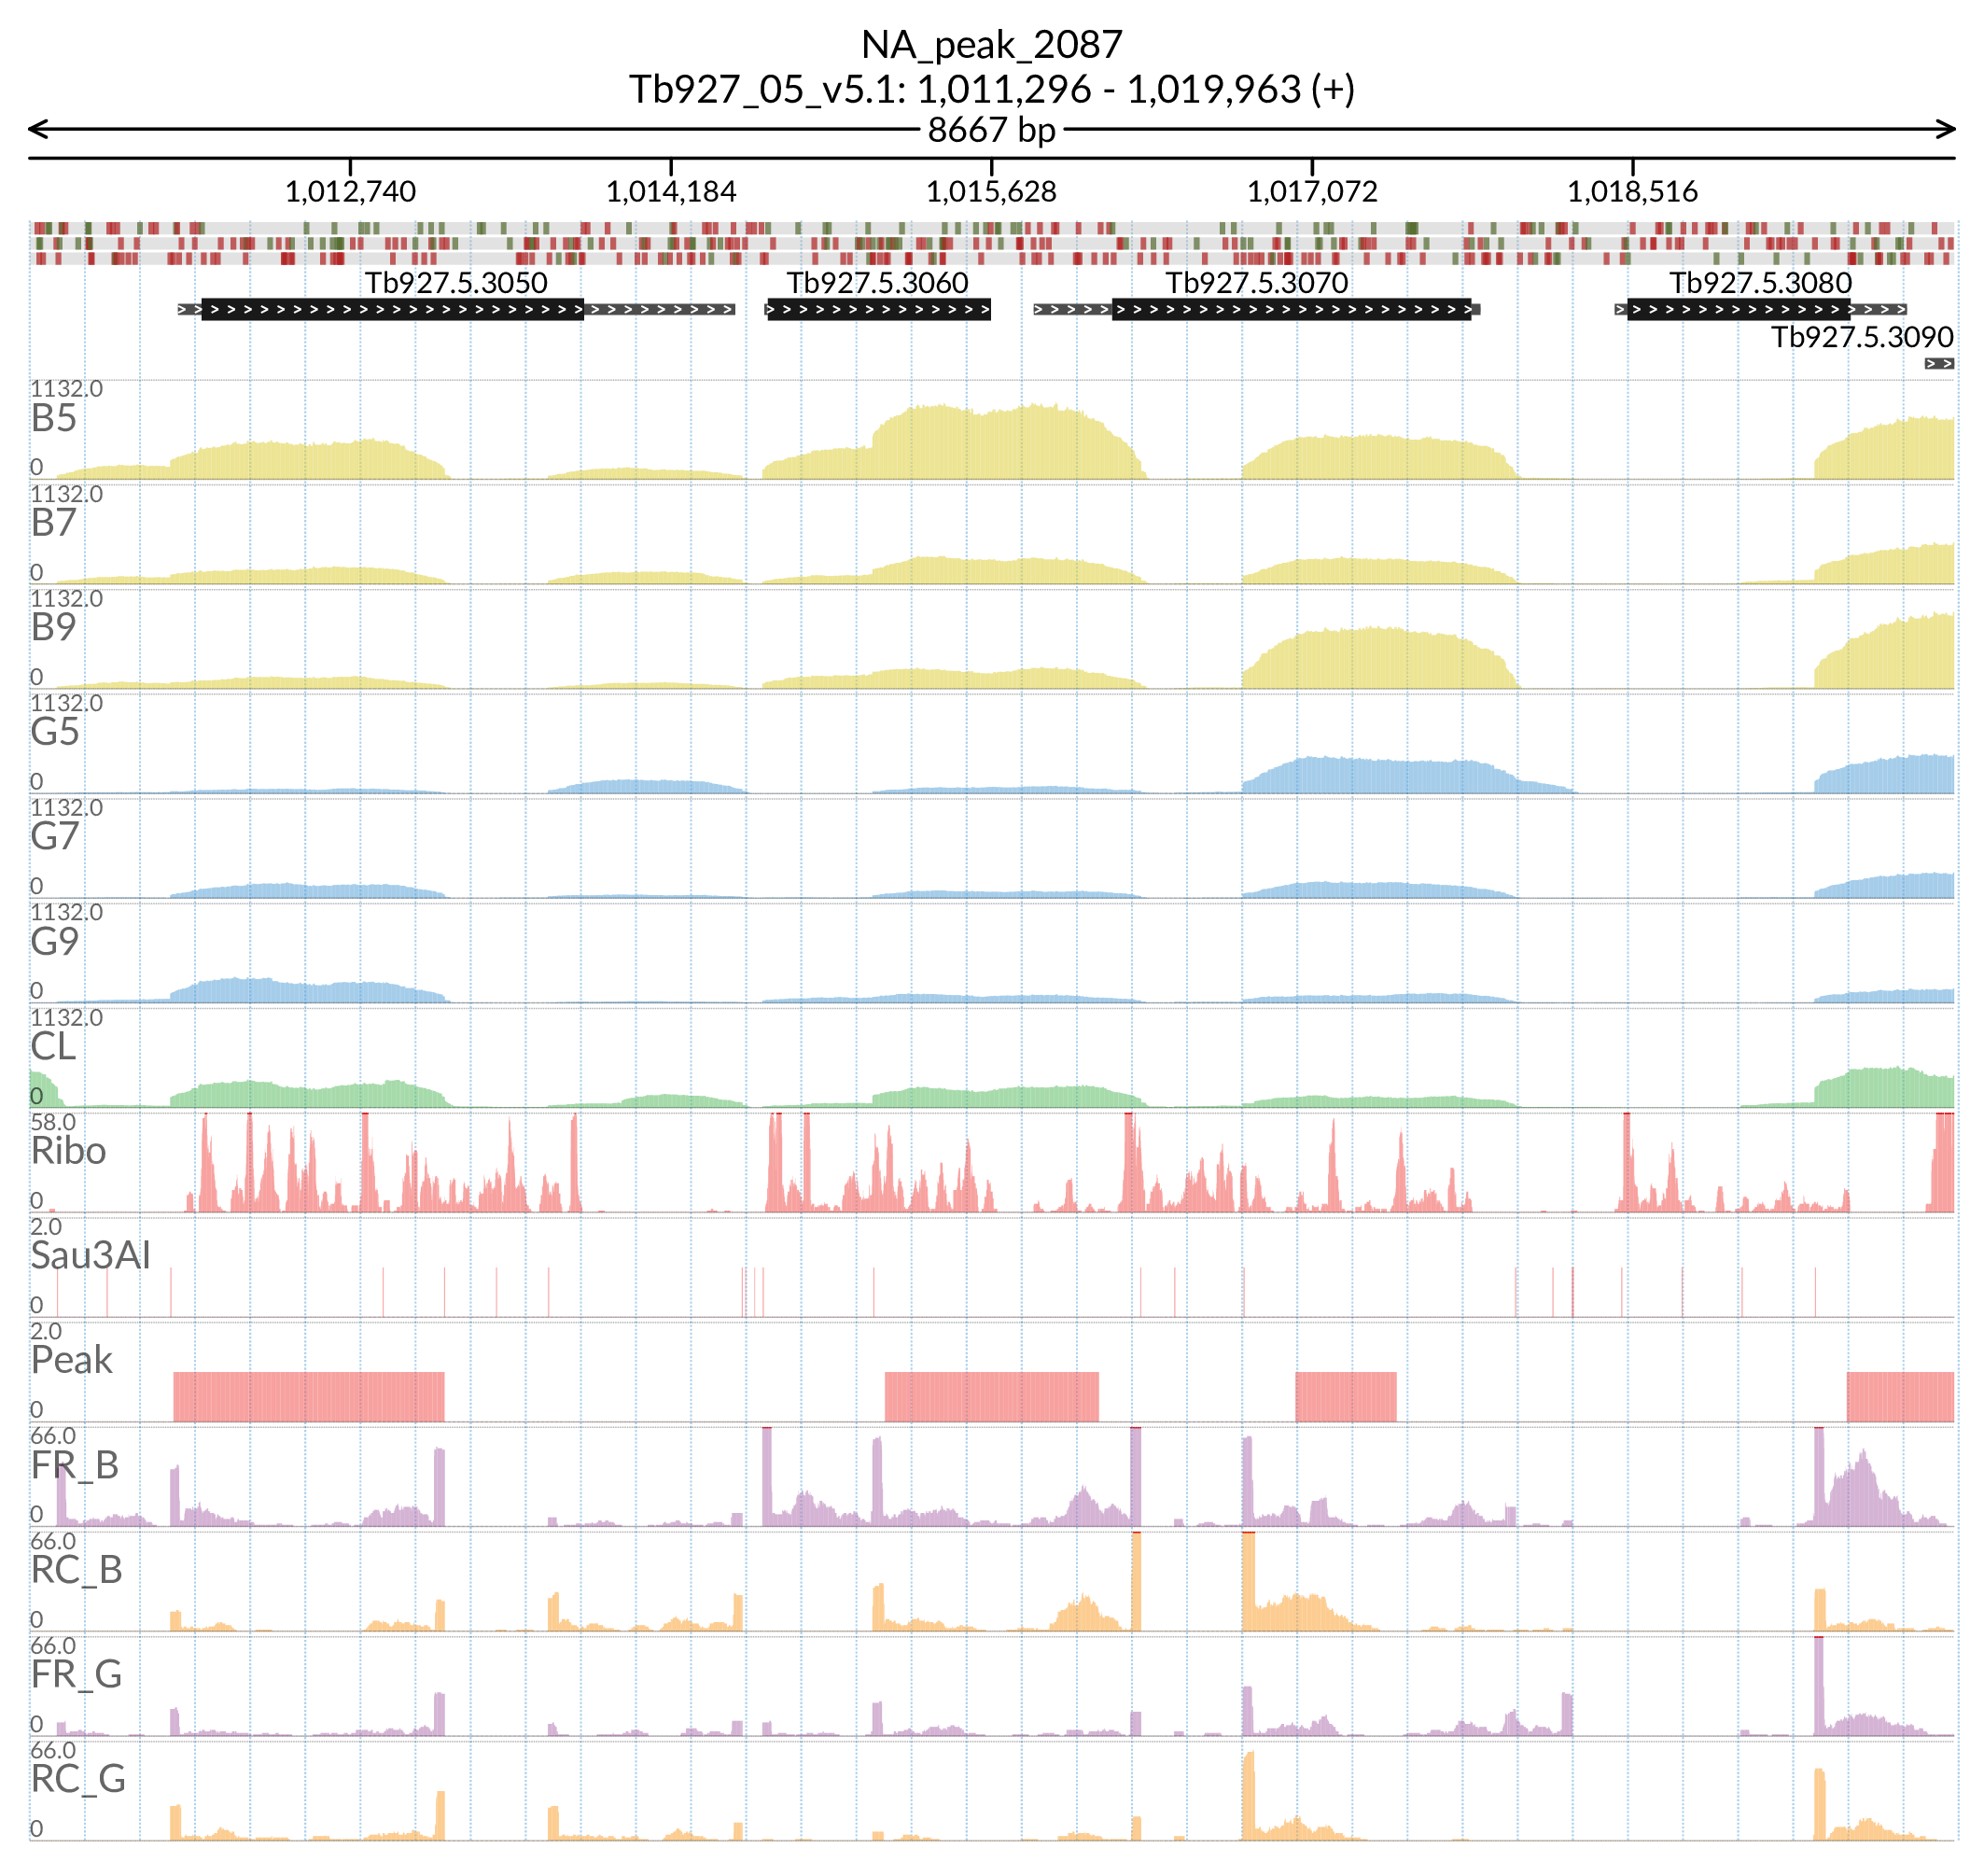 NA_peak_2087
Tb927_05_v5.1: 1,011,296 - 1,019,963 (+)
8667 bp
1,012,740 1,014,184 1,015,628 1,017,072 1,018,516
Tb927.5.3050 Tb927.5.3060 Tb927.5.3070 Tb927.5.3080
Tb927.5.3090
1132.0
B5
0
1132.0
B7
0
1132.0
B9
0
1132.0
G5
0
1132.0
G7
0
1132.0
G9
0
1132.0
CL
0
58.0
Ribo
0
2.0
Sau3AI
0
2.0
Peak
0
66.0
FR_B
0
66.0
RC_B
0
66.0
FR_G
0
66.0
RC_G
0